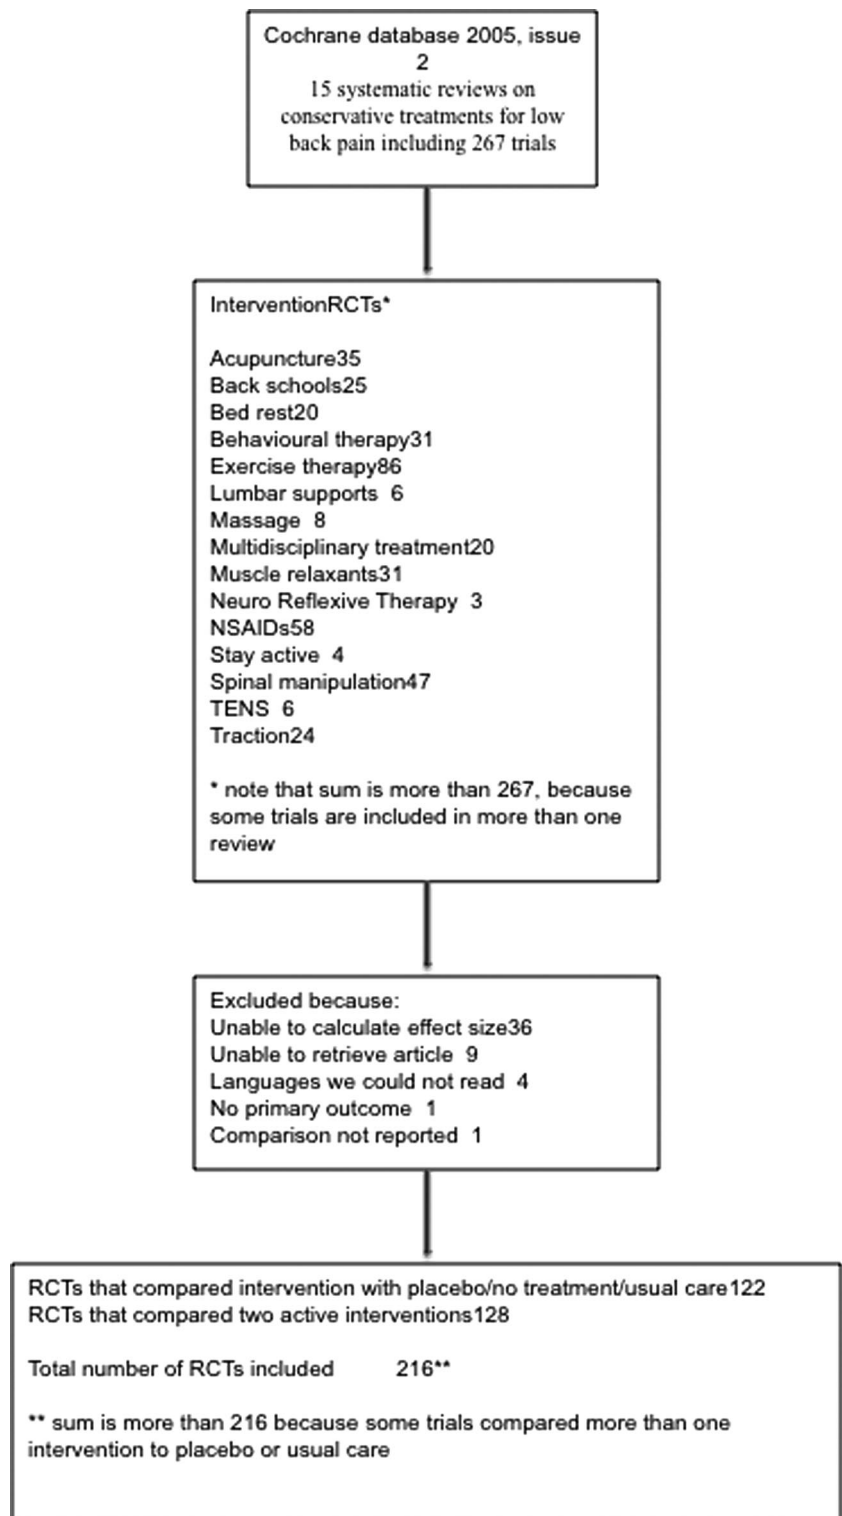 Cochrane database 2005, issue
2
15 systematic reviews on
conservative treatments for low
back pain including 267 trials
InterventionRCTs*
Acupuncture35
Back schools25
Bed rest20
Behavioural therapy31
Exercise therapy86
Lumbar supports 6
Massage 8
Multidisciplinary treatment20
Muscle relaxants31
Neuro Reflexive Therapy 3
NSAIDs58
Stay active 4
Spinal manipulation47
TENS 6
Traction24
* note that sum is more than 267, because
some trials are included in more than one
review
Excluded because:
Unable to calculate effect size36
Unable to retrieve article 9
Languages we could not read 4
No primary outcome 1
Comparison not reported 1
RCTs that compared intervention with placebo/no treatment/usual care122
RCTs that compared two active interventions128
Total number of RCTs included 216**
** sum is more than 216 because some trials compared more than one
intervention to placebo or usual care